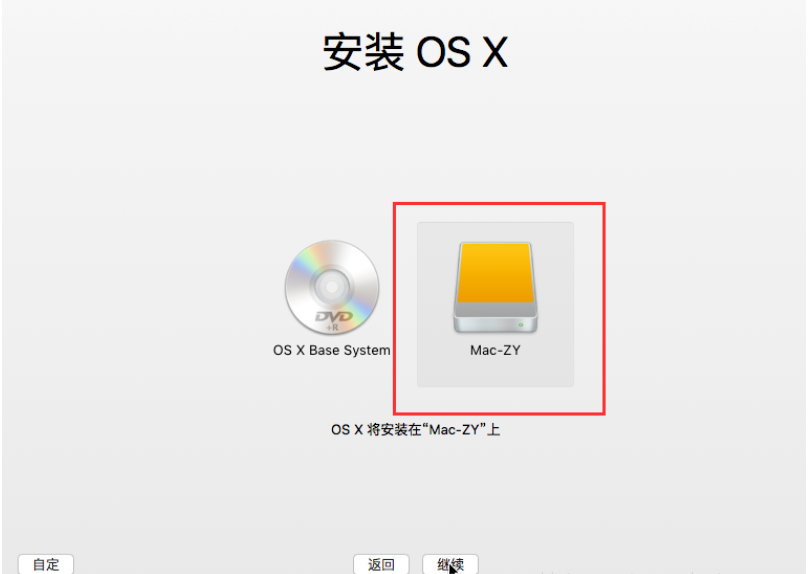 安装 OS X
DVD
+R
OS X Base System
Mac-ZY
OS X 将安装在“Mac-ZY”上
自定
返回
继续